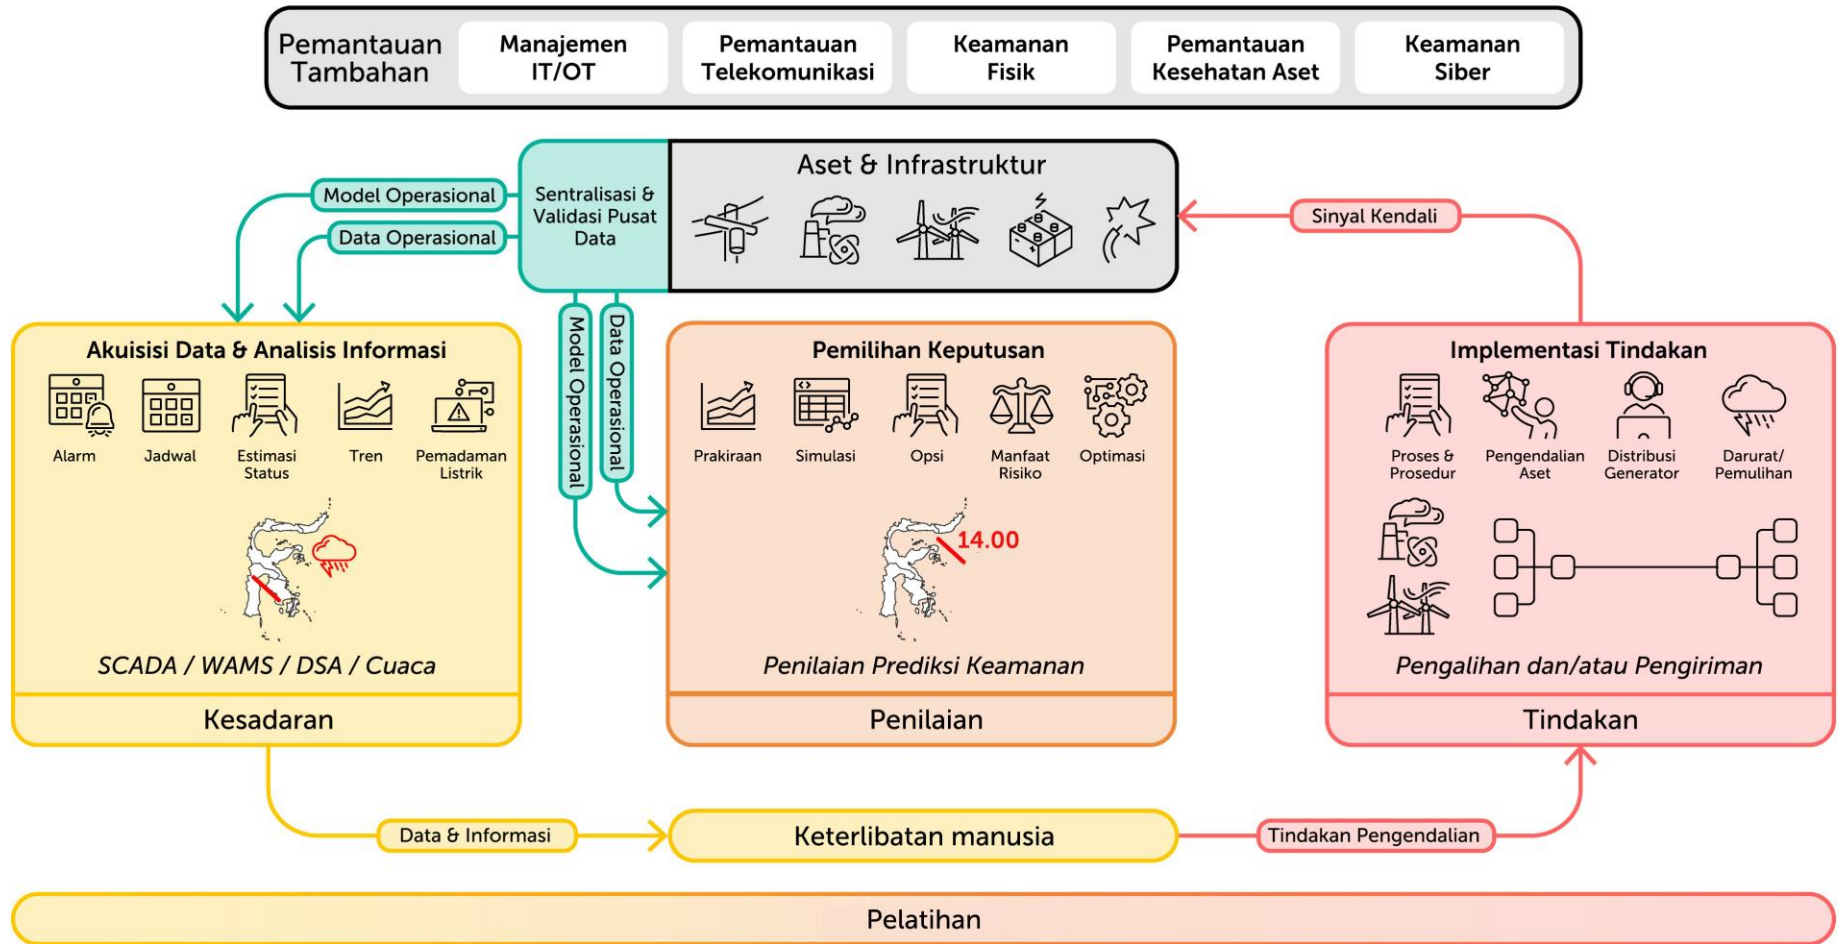 Pemantauan
Tambahan
Manajemen
IT/OT
Pemantauan
Telekomunikasi
Keamanan
Fisik
Pemantauan
Kesehatan Aset
Keamanan
Siber
Model Operasional
Data Operasional
Sentralisasi &
Validasi Pusat
Data
Aset & Infrastruktur
Sinyal Kendali
Model Operasional
Data Operasional
Akuisisi Data & Analisis Informasi
Alarm
Jadwal
Estimasi
Status
Tren
Pemadaman
Listrik
SCADA / WAMS / DSA / Cuaca
Kesadaran
Pemilihan Keputusan
Prakiraan
Simulasi
Opsi
Manfaat
Risiko
Optimasi
14.00
Penilaian Prediksi Keamanan
Penilaian
Implementasi Tindakan
Proses &
Prosedur
Pengendalian
Aset
Distribusi
Generator
Darurat/
Pemulihan
Pengalihan dan/atau Pengiriman
Tindakan
Data & Informasi
Keterlibatan manusia
Tindakan Pengendalian
Pelatihan